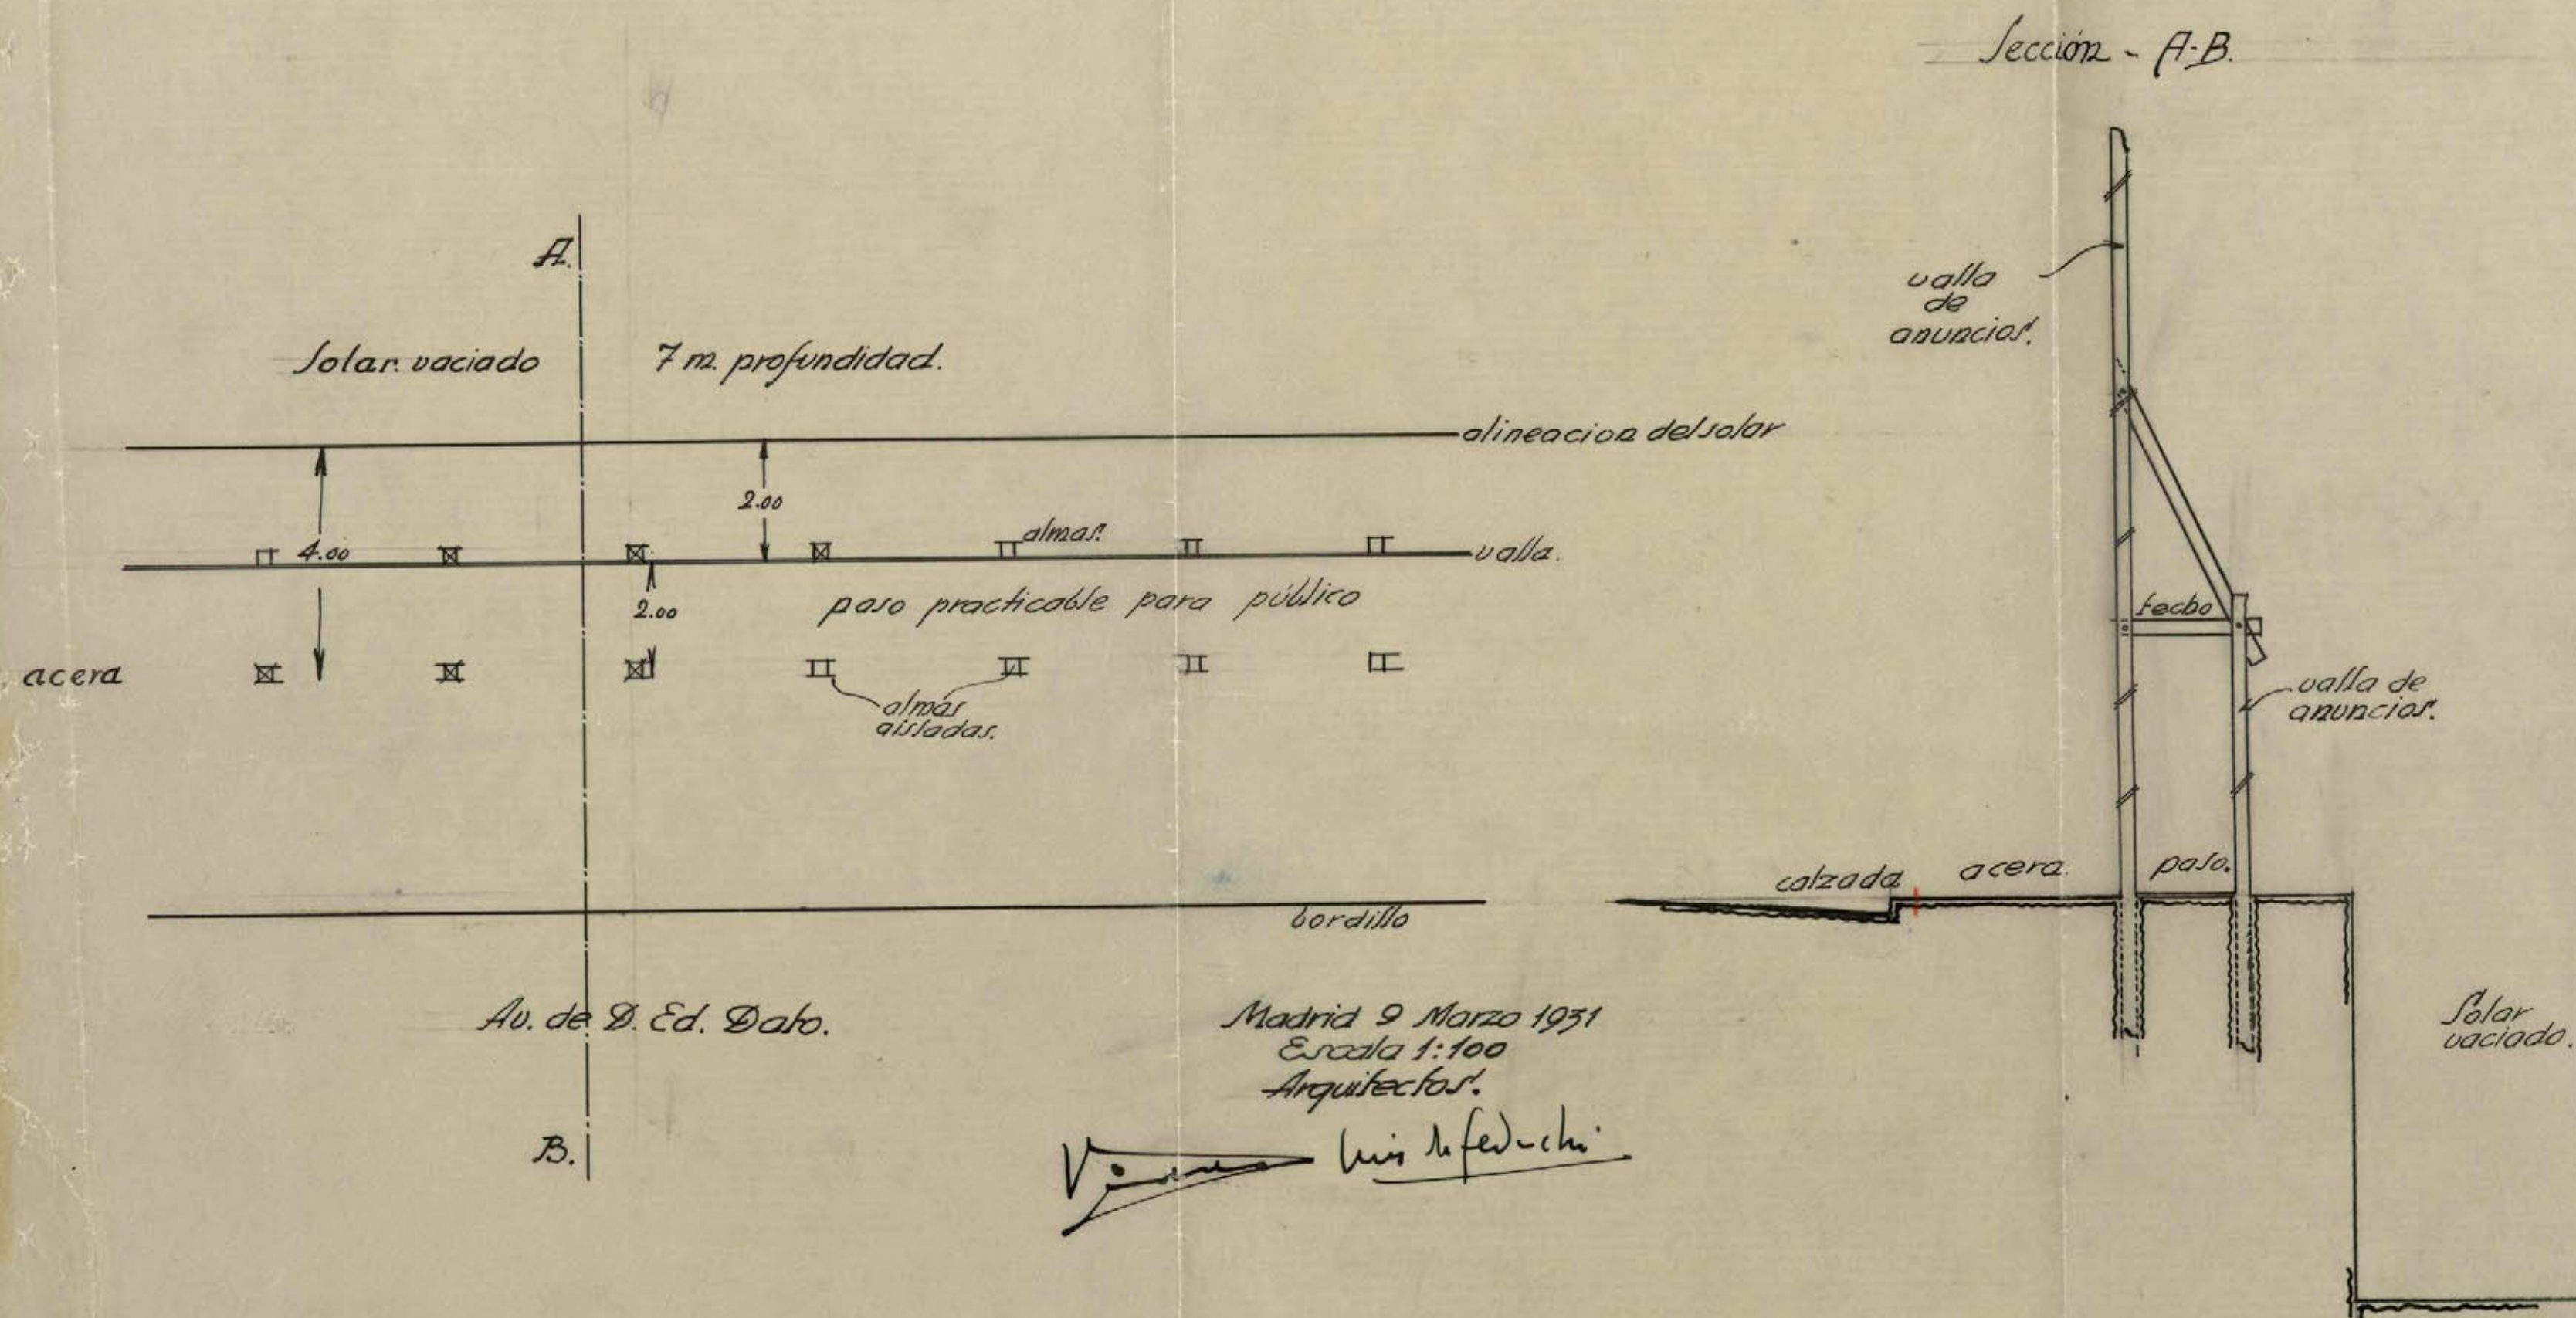 Sección - A-B.
A.
Solar vaciado
7 m. profundidad.
valla
de
anuncios.
alineacion del solar
2.00
almas.
4.00
valla.
2.00
paso practicable para público
techo
acera
almas
aisladas.
valla de
anuncios.
calzada
acera.
paso.
bordillo
Av. de D. Ed. Dato.
Madrid 9 Marzo 1931
Escala 1:100
Arquitectos.
Solar
vaciado.
B.
Luis M Feduchi